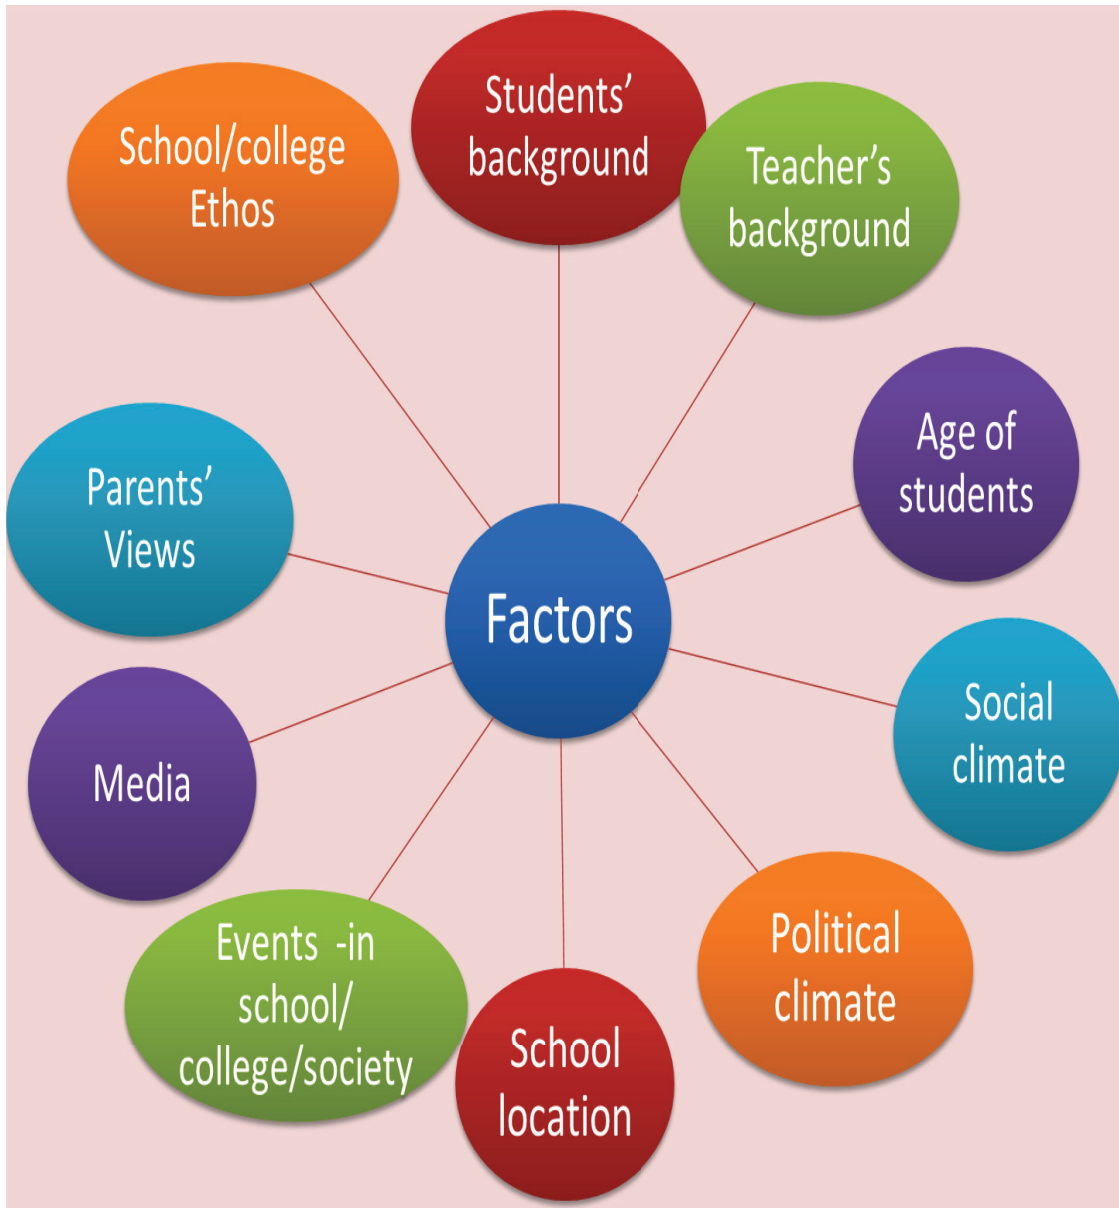 Students’
background
Teacher’s
background
Age of
students
Social
climate
Political
climate
School
location
Events -in
school/
college/society
Media
Parents’
Views
School/college
Ethos
Factors